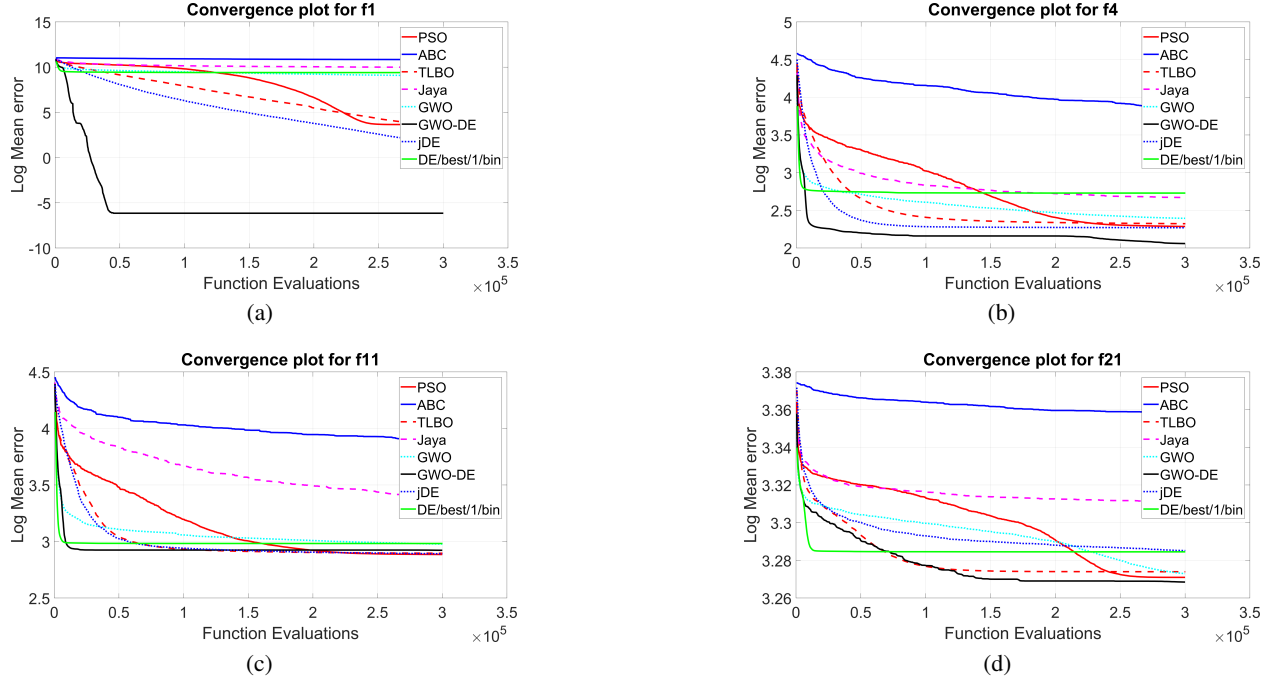 Convergence plot for f1
15
10
5
0
-5
-10
Log Mean error
0 0.5 1 1.5 2 2.5 3 3.5
Function Evaluations
×10^5
PSO
ABC
TLBO
Jaya
GWO
GWO-DE
jDE
DE/best/1/bin
(a)
Convergence plot for f4
5
4.5
4
3.5
3
2.5
2
Log Mean error
0 0.5 1 1.5 2 2.5 3 3.5
Function Evaluations
×10^5
PSO
ABC
TLBO
Jaya
GWO
GWO-DE
jDE
DE/best/1/bin
(b)
Convergence plot for f11
4.5
4
3.5
3
2.5
Log Mean error
0 0.5 1 1.5 2 2.5 3 3.5
Function Evaluations
×10^5
PSO
ABC
TLBO
Jaya
GWO
GWO-DE
jDE
DE/best/1/bin
(c)
Convergence plot for f21
3.38
3.36
3.34
3.32
3.3
3.28
3.26
Log Mean error
0 0.5 1 1.5 2 2.5 3 3.5
Function Evaluations
×10^5
PSO
ABC
TLBO
Jaya
GWO
GWO-DE
jDE
DE/best/1/bin
(d)